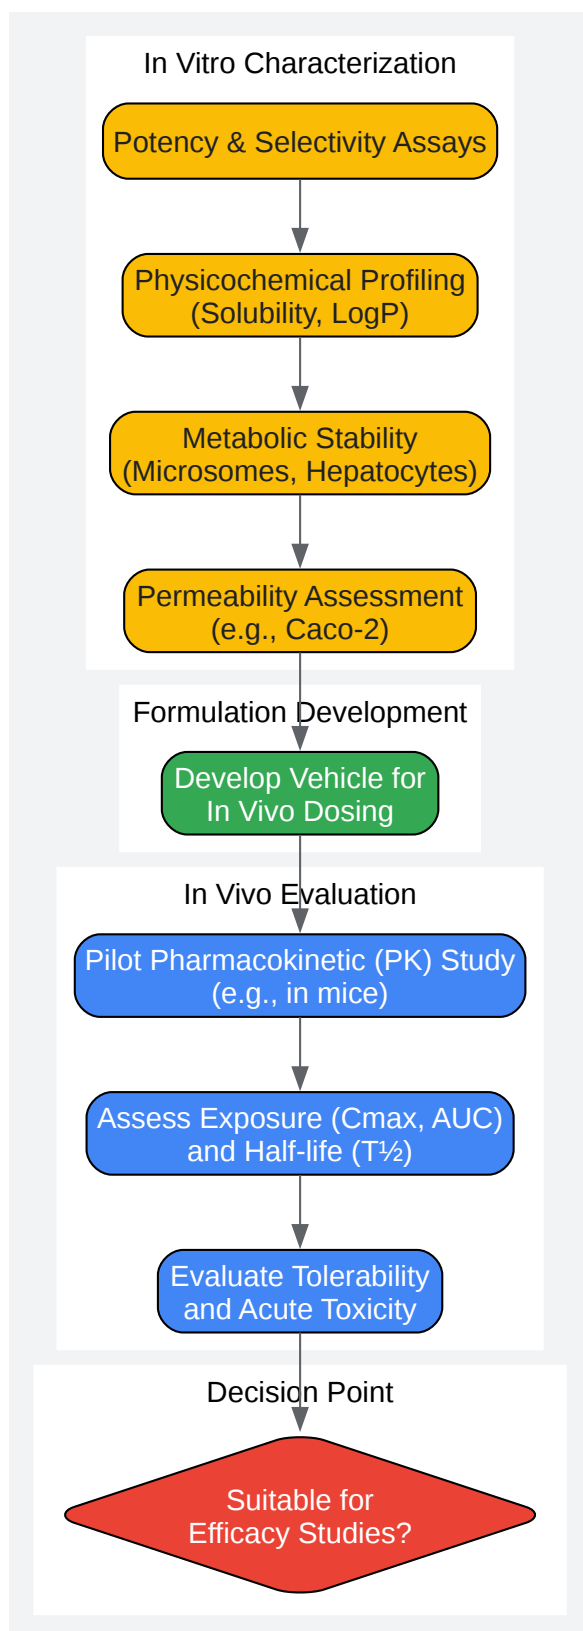 In Vitro Characterization
Potency & Selectivity Assays
Physicochemical Profiling
(Solubility, LogP)
Metabolic Stability
(Microsomes, Hepatocytes)
Permeability Assessment
(e.g., Caco-2)
Formulation Development
Develop Vehicle for
In Vivo Dosing
In Vivo Evaluation
Pilot Pharmacokinetic (PK) Study
(e.g., in mice)
Assess Exposure (Cmax, AUC)
and Half-life (T½)
Evaluate Tolerability
and Acute Toxicity
Decision Point
Suitable for
Efficacy Studies?